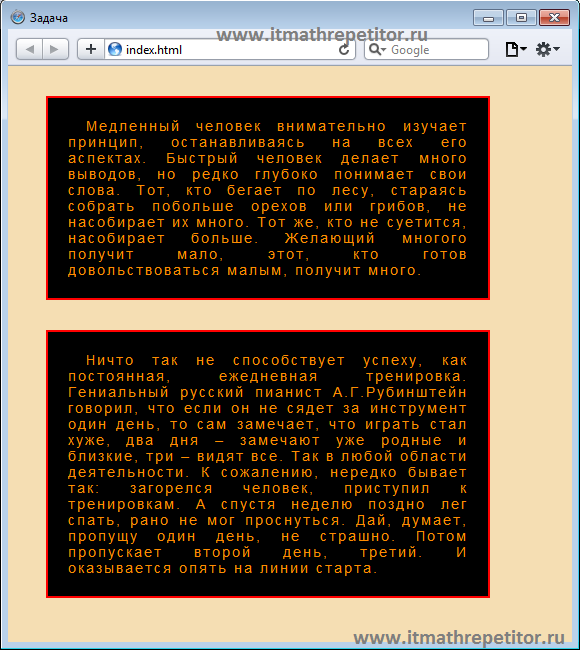 Задача
www.itmathrepetitor.ru
index.html
Google
Медленный человек внимательно изучает
принцип, останавливаясь на всех его
аспектах. Быстрый человек делает много
выводов, но редко глубоко понимает свои
слова. Тот, кто бегает по лесу, стараясь
собрать побольше орехов или грибов, не
насобирает их много. Тот же, кто не суетится,
насобирает больше. Желающий многого
получит мало, этот, кто готов
довольствоваться малым, получит много.
Ничто так не способствует успеху, как
постоянная, ежедневная тренировка.
Гениальный русский пианист А.Г.Рубинштейн
говорил, что если он не сядет за инструмент
один день, то сам замечает, что играть стал
хуже, два дня – замечают уже родные и
близкие, три – видят все. Так в любой области
деятельности. К сожалению, нередко бывает
так: загорелся человек, приступил к
тренировкам. А спустя неделю поздно лег
спать, рано не мог проснуться. Дай, думает,
пропущу один день, не страшно. Потом
пропускает второй день, третий. И
оказывается опять на линии старта.
www.itmathrepetitor.ru